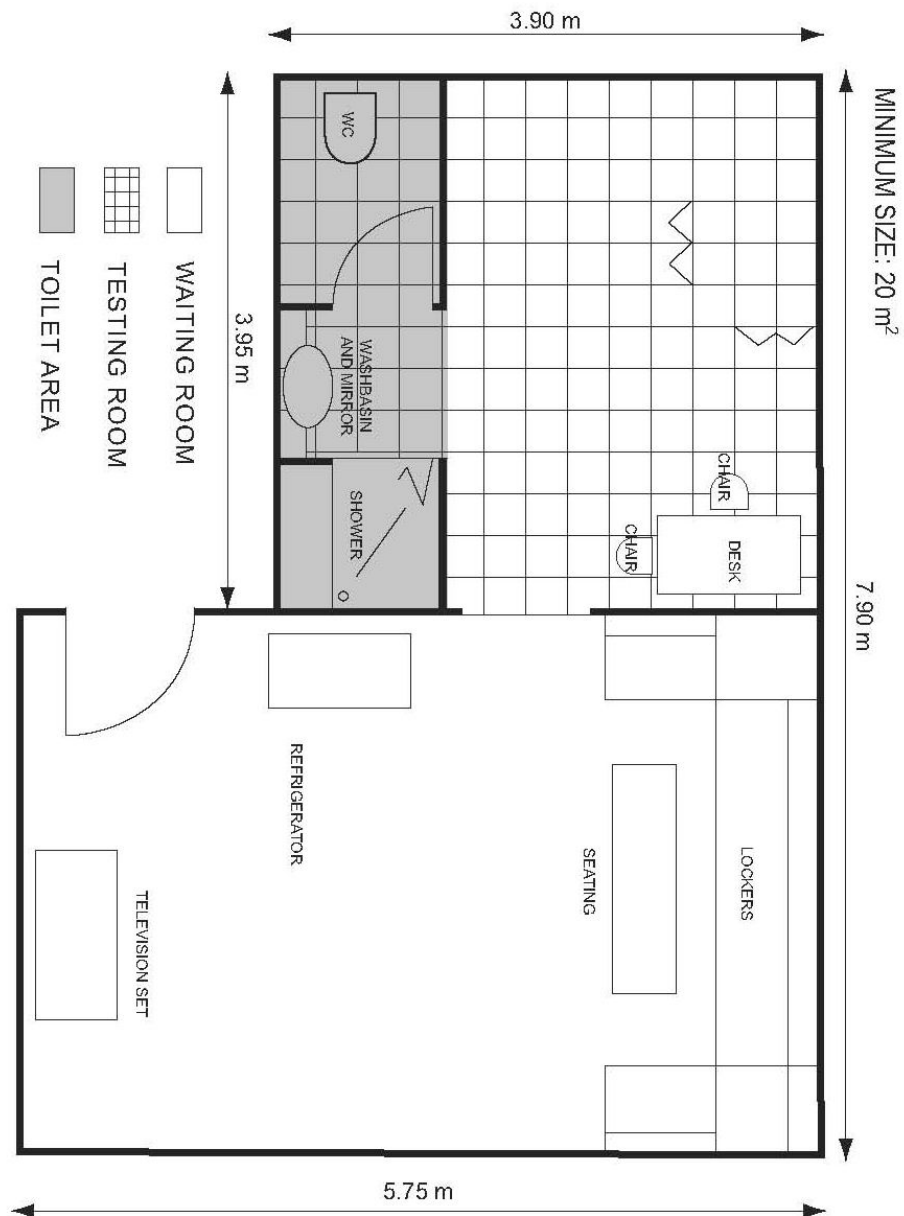 3.90 m
MINIMUM SIZE: 20 m²
7.90 m
WC
WASHBASIN
AND MIRROR
SHOWER
3.95 m
CHAIR
CHAIR
DESK
WAITING ROOM
TESTING ROOM
TOILET AREA
REFRIGERATOR
SEATING
LOCKERS
TELEVISION SET
5.75 m